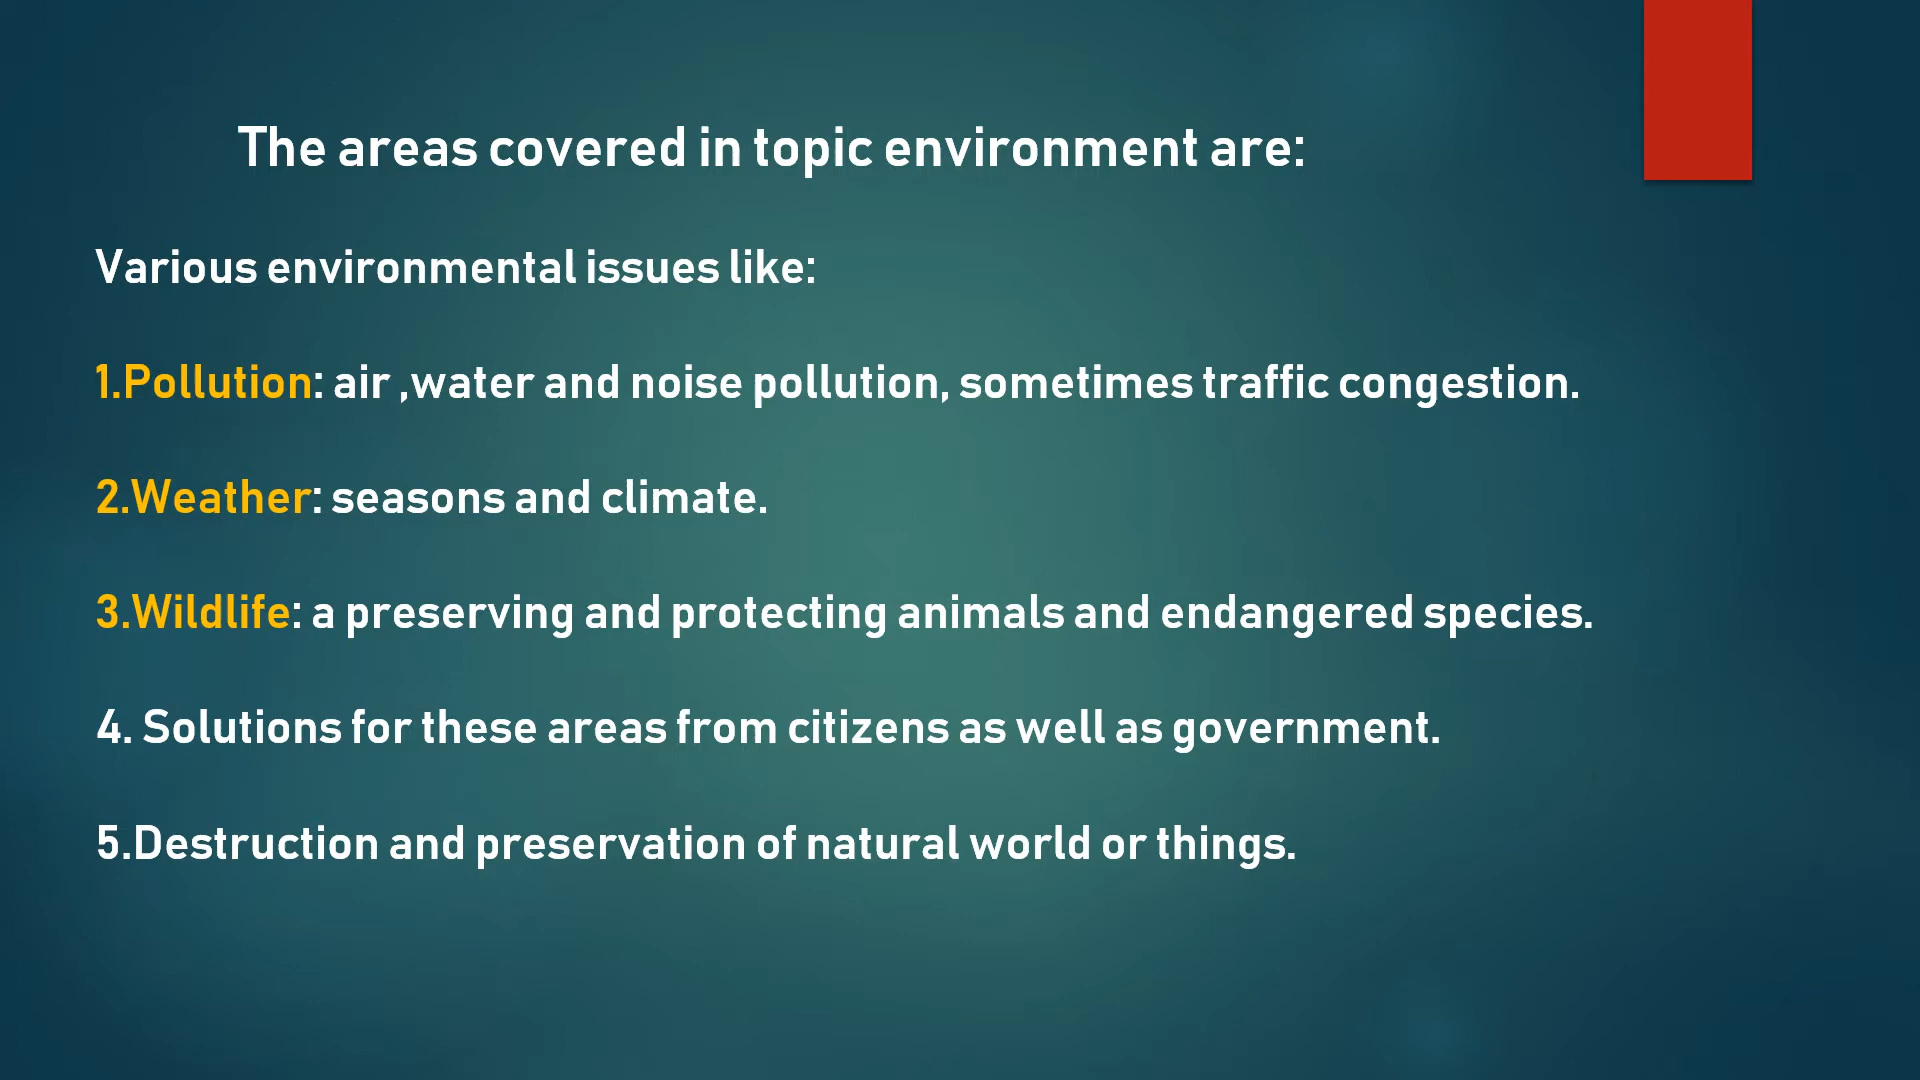 The areas covered in topic environment are:
Various environmental issues like:
1.Pollution: air ,water and noise pollution, sometimes traffic congestion.
2.Weather: seasons and climate.
3.Wildlife: a preserving and protecting animals and endangered species.
4. Solutions for these areas from citizens as well as government.
5.Destruction and preservation of natural world or things.